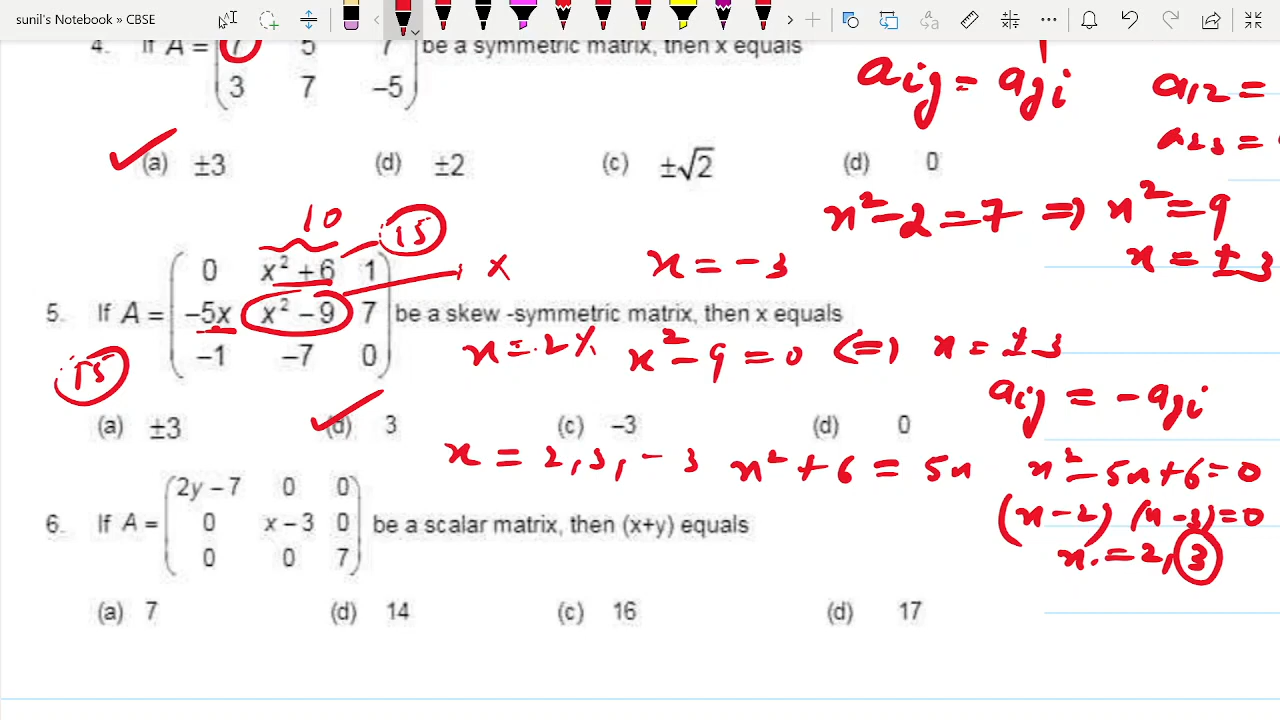 sunil's Notebook » CBSE
4. If A = ( 7 5 7 be a symmetric matrix, then x equals
3 7 –5
aij = aji
a12 =
a23 =
(a) ±3 (d) ±2 (c) ±√2 (d) 0
x² – 2 = 7 ⇒ x² = 9
x = ±3
10
15
0 x² + 6 1
x
x = –3
5. If A = –5x x² – 9 7 be a skew -symmetric matrix, then x equals
–1 –7 0
15
x = 2 x² – 9 = 0 (=) x = ±3
aij = – aji
(a) ±3 (d) 3 (c) –3 (d) 0
x = 2, 3, – 3 x² + 6 = 5x x² – 5x + 6 = 0
(x – 2) (x – 3) = 0
x = 2, 3
2y – 7 0 0
6. If A = 0 x – 3 0 be a scalar matrix, then (x+y) equals
0 0 7
(a) 7 (d) 14 (c) 16 (d) 17